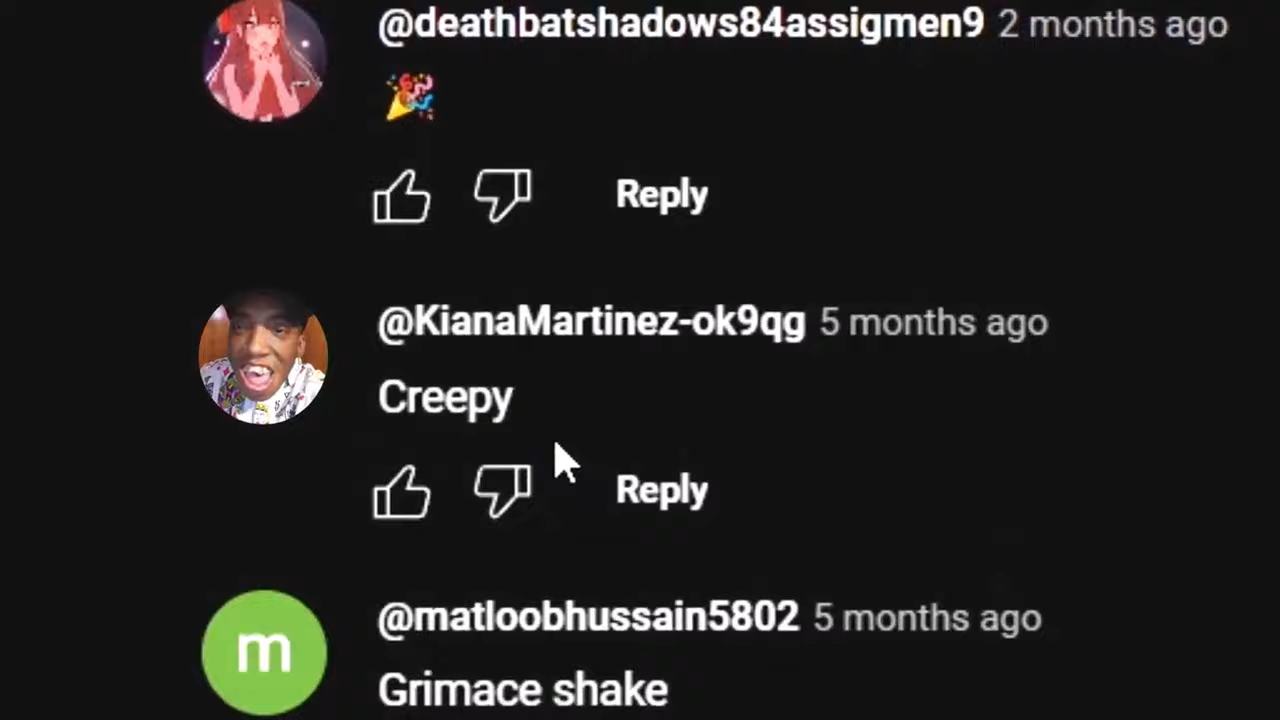 @deathbatshadows84assigmen9 2 months ago
🎉
Reply
@KianaMartinez-ok9qg 5 months ago
Creepy
Reply
m
@matloobhussain5802 5 months ago
Grimace shake